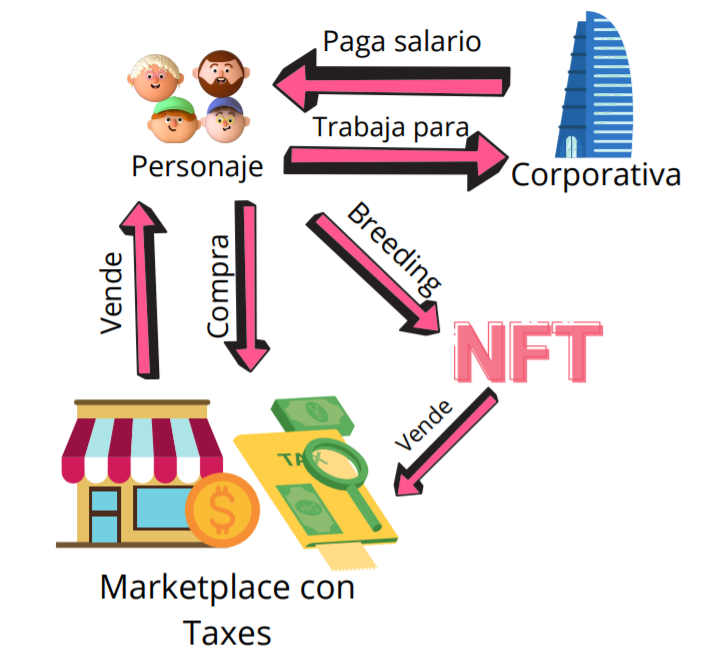 Paga salario
Trabaja para
Personaje
Corporativa
Vende
Compra
Breeding
NFT
Vende
TAX
$
Marketplace con
Taxes